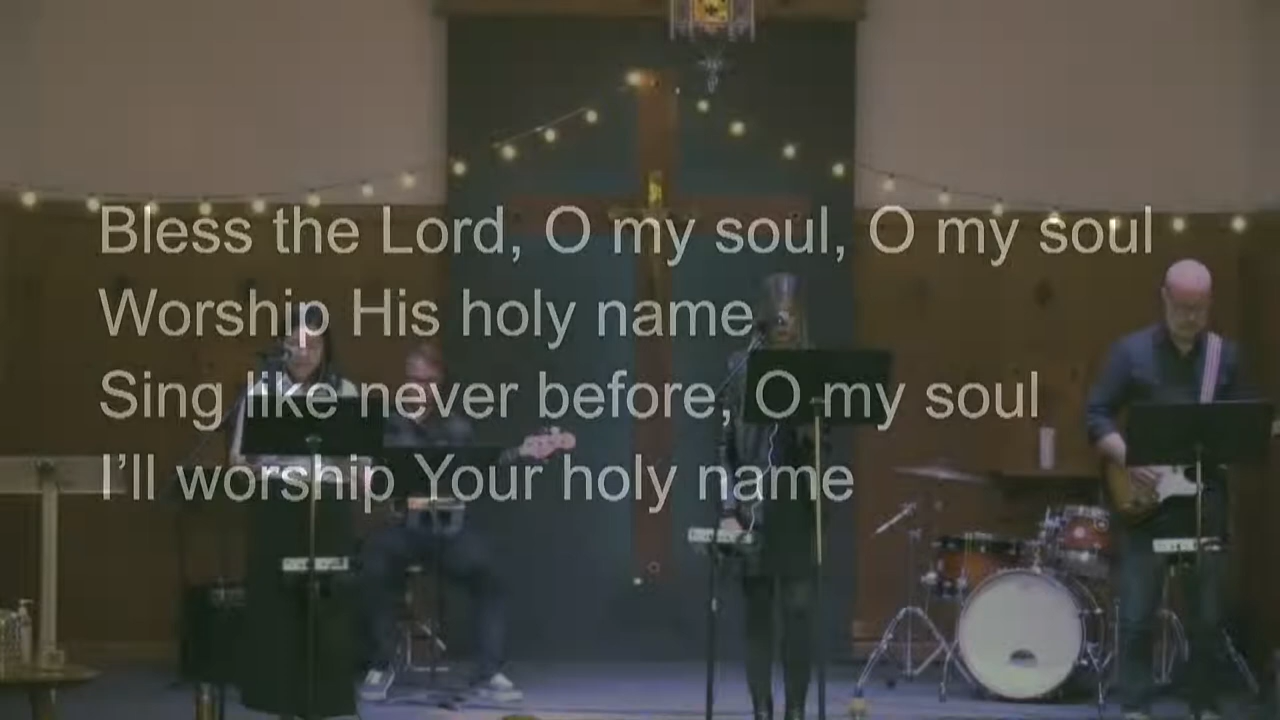 Bless the Lord, O my soul, O my soul
Worship His holy name
Sing like never before, O my soul
I’ll worship Your holy name